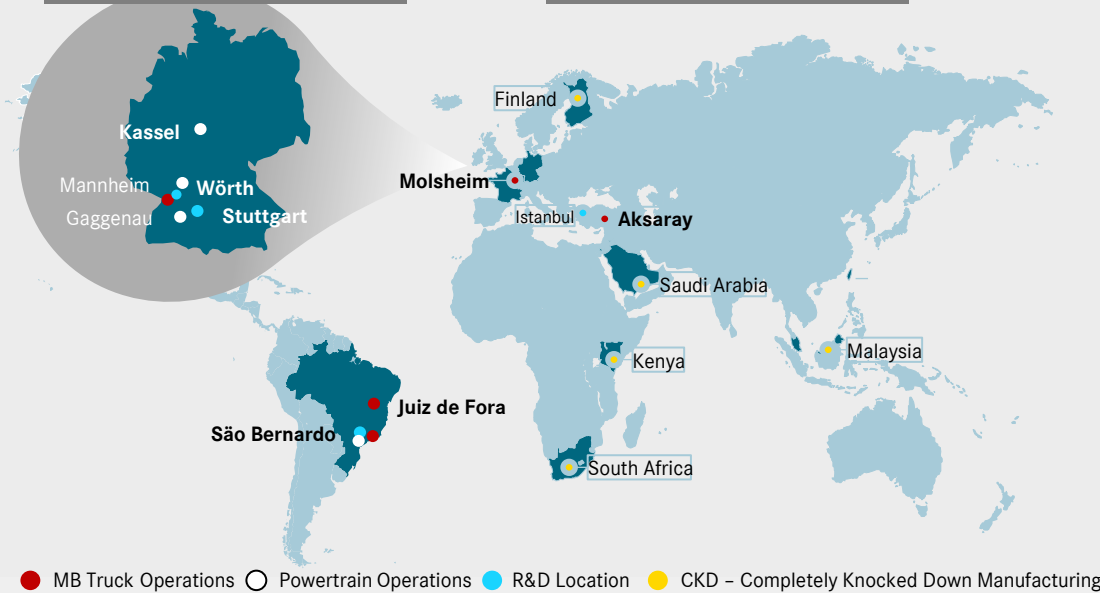 Finland
Kassel
Molsheim
Mannheim
Wörth
Gaggenau
Stuttgart
Istanbul
Aksaray
Saudi Arabia
Malaysia
Kenya
Juiz de Fora
Säo Bernardo
South Africa
MB Truck Operations
Powertrain Operations
R&D Location
CKD – Completely Knocked Down Manufacturing